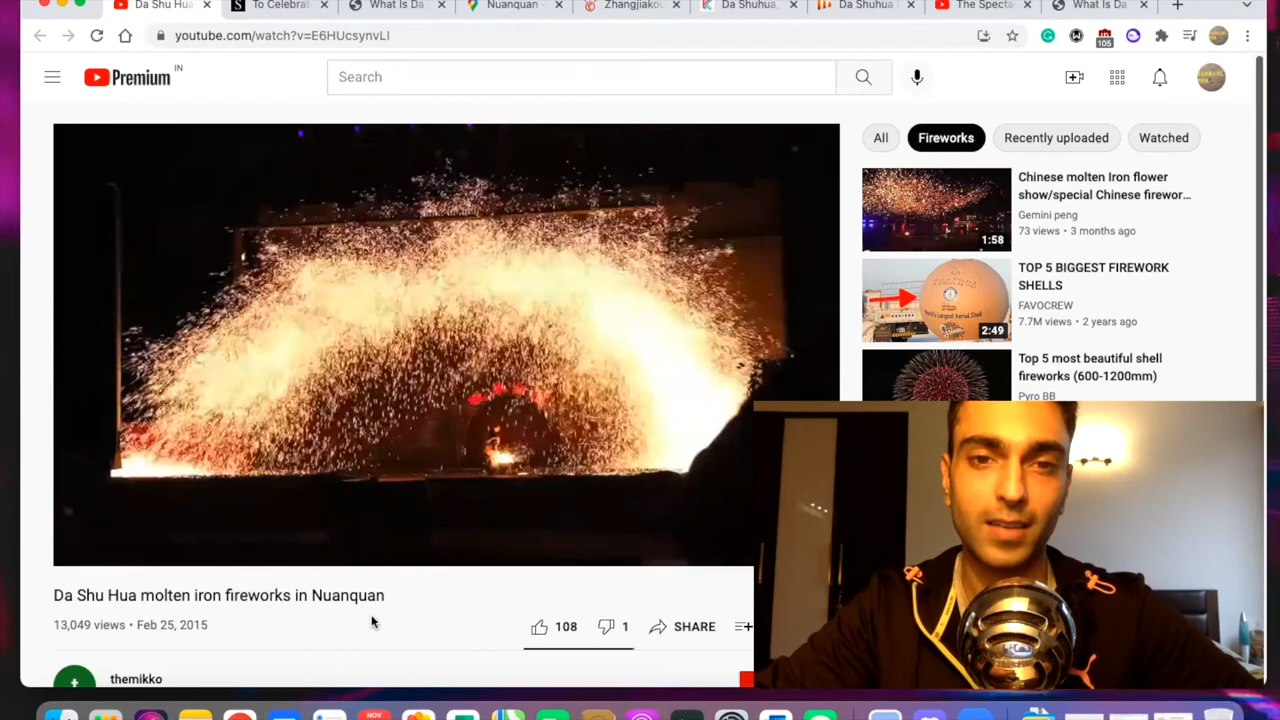 Da Shu Hua
To Celebrat
What Is Da
Nuanquan -
Zhangjiakou
Da Shuhua,
Da Shuhua
The Specta
What Is Da
youtube.com/watch?v=E6HUcsynvLI
105
Premium
IN
Search
All
Fireworks
Recently uploaded
Watched
Chinese molten Iron flower
show/special Chinese firewor...
Gemini peng
73 views • 3 months ago
1:58
TOP 5 BIGGEST FIREWORK
SHELLS
FAVOCREW
7.7M views • 2 years ago
2:49
Top 5 most beautiful shell
fireworks (600-1200mm)
Pyro BB
Da Shu Hua molten iron fireworks in Nuanquan
13,049 views • Feb 25, 2015
108
1
SHARE
t
themikko
NOV